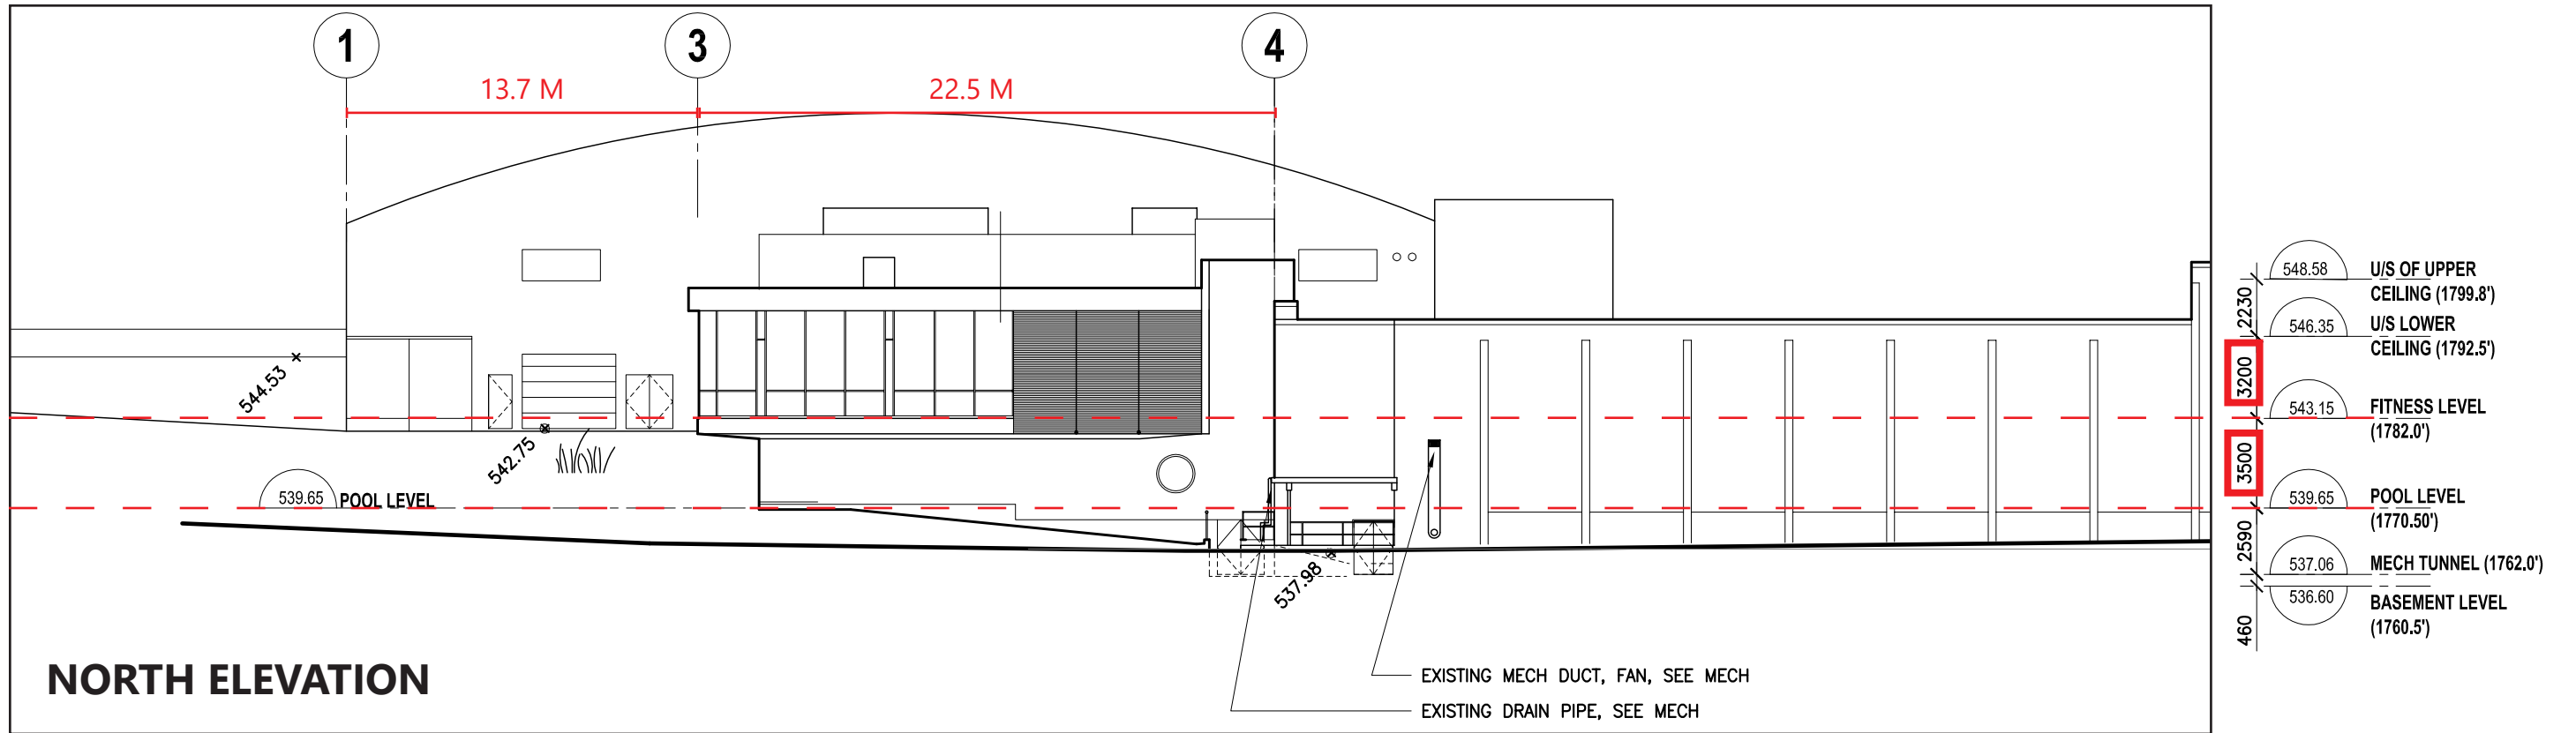 1
3
4
13.7 M
22.5 M
548.58
U/S OF UPPER
CEILING (1799.8')
2230
546.35
U/S LOWER
CEILING (1792.5')
3200
544.53
543.15
FITNESS LEVEL
(1782.0')
542.75
3500
539.65
POOL LEVEL
539.65
POOL LEVEL
(1770.50')
2590
537.98
537.06
MECH TUNNEL (1762.0')
536.60
BASEMENT LEVEL
(1760.5')
460
NORTH ELEVATION
EXISTING MECH DUCT, FAN, SEE MECH
EXISTING DRAIN PIPE, SEE MECH